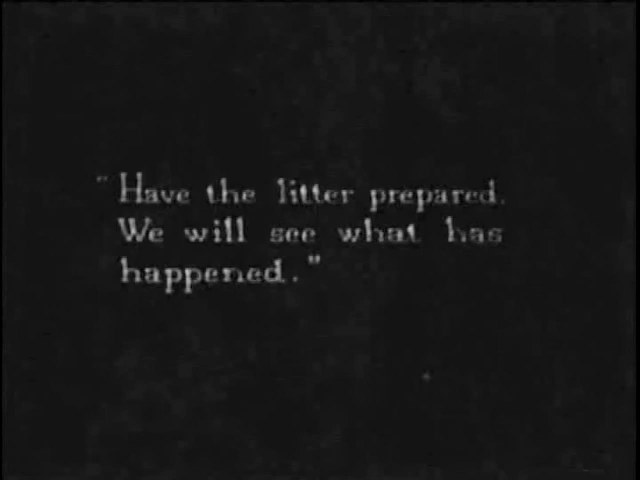 "Have the litter prepared.
We will see what has
happened."